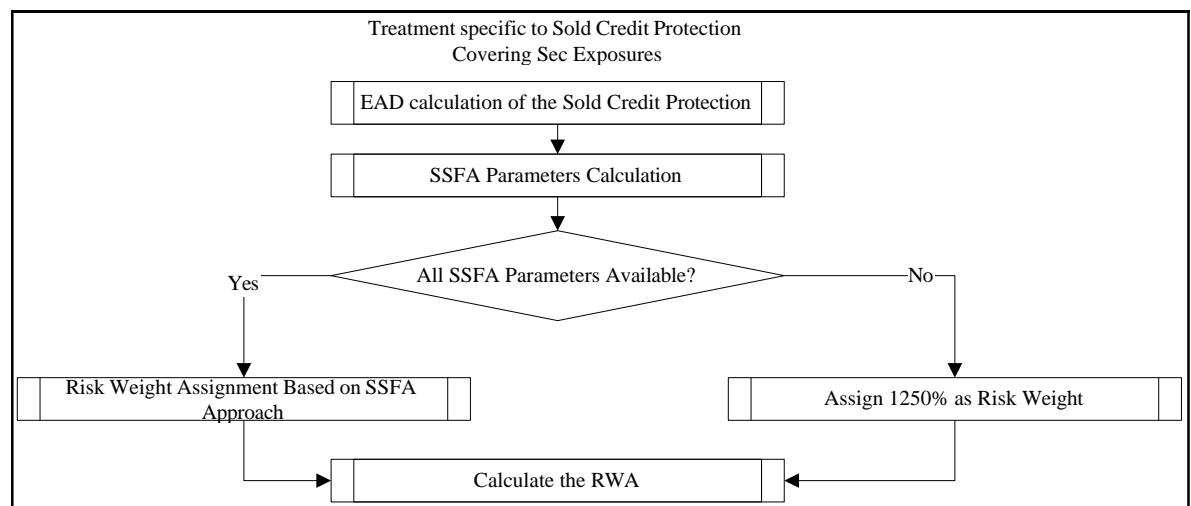 Treatment specific to Sold Credit Protection
Covering Sec Exposures
EAD calculation of the Sold Credit Protection
SSFA Parameters Calculation
All SSFA Parameters Available?
Yes
No
Risk Weight Assignment Based on SSFA
Approach
Assign 1250% as Risk Weight
Calculate the RWA